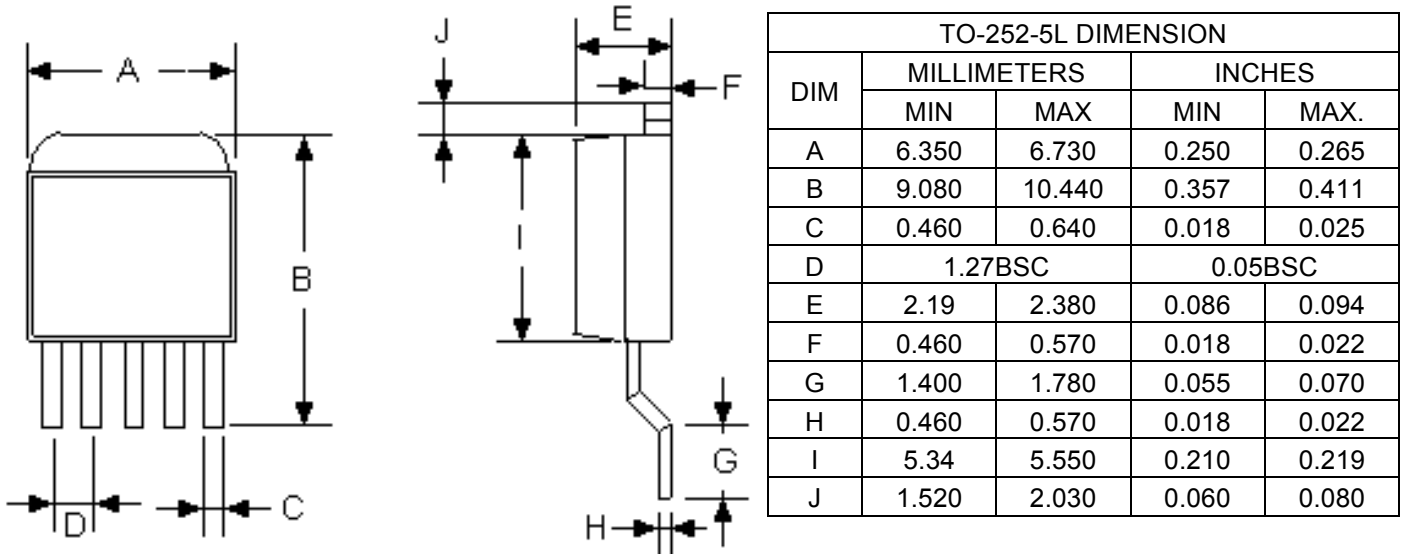 A
B
C
D
E
F
G
H
I
J
TO-252-5L DIMENSION
DIM MILLIMETERS INCHES
MIN MAX MIN MAX.
A 6.350 6.730 0.250 0.265
B 9.080 10.440 0.357 0.411
C 0.460 0.640 0.018 0.025
D 1.27BSC 0.05BSC
E 2.19 2.380 0.086 0.094
F 0.460 0.570 0.018 0.022
G 1.400 1.780 0.055 0.070
H 0.460 0.570 0.018 0.022
I 5.34 5.550 0.210 0.219
J 1.520 2.030 0.060 0.080